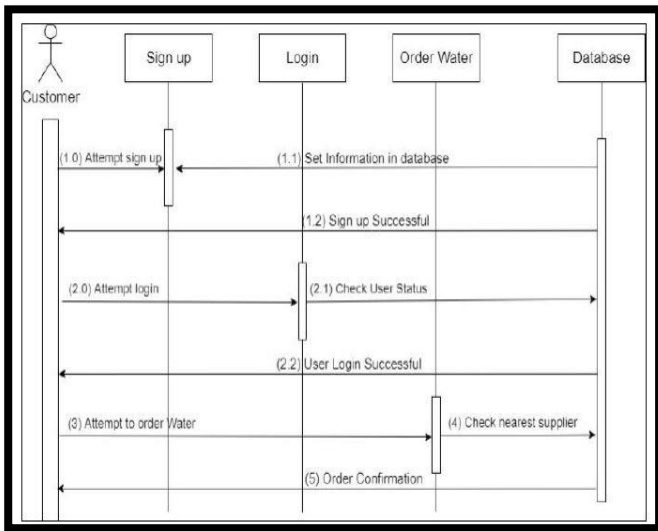 Sign up
Login
Order Water
Database
Customer
(1.0) Attempt sign up
(1.1) Set Information in database
(1.2) Sign up Successful
(2.0) Attempt login
(2.1) Check User Status
(2.2) User Login Successful
(3) Attempt to order Water
(4) Check nearest supplier
(5) Order Confirmation